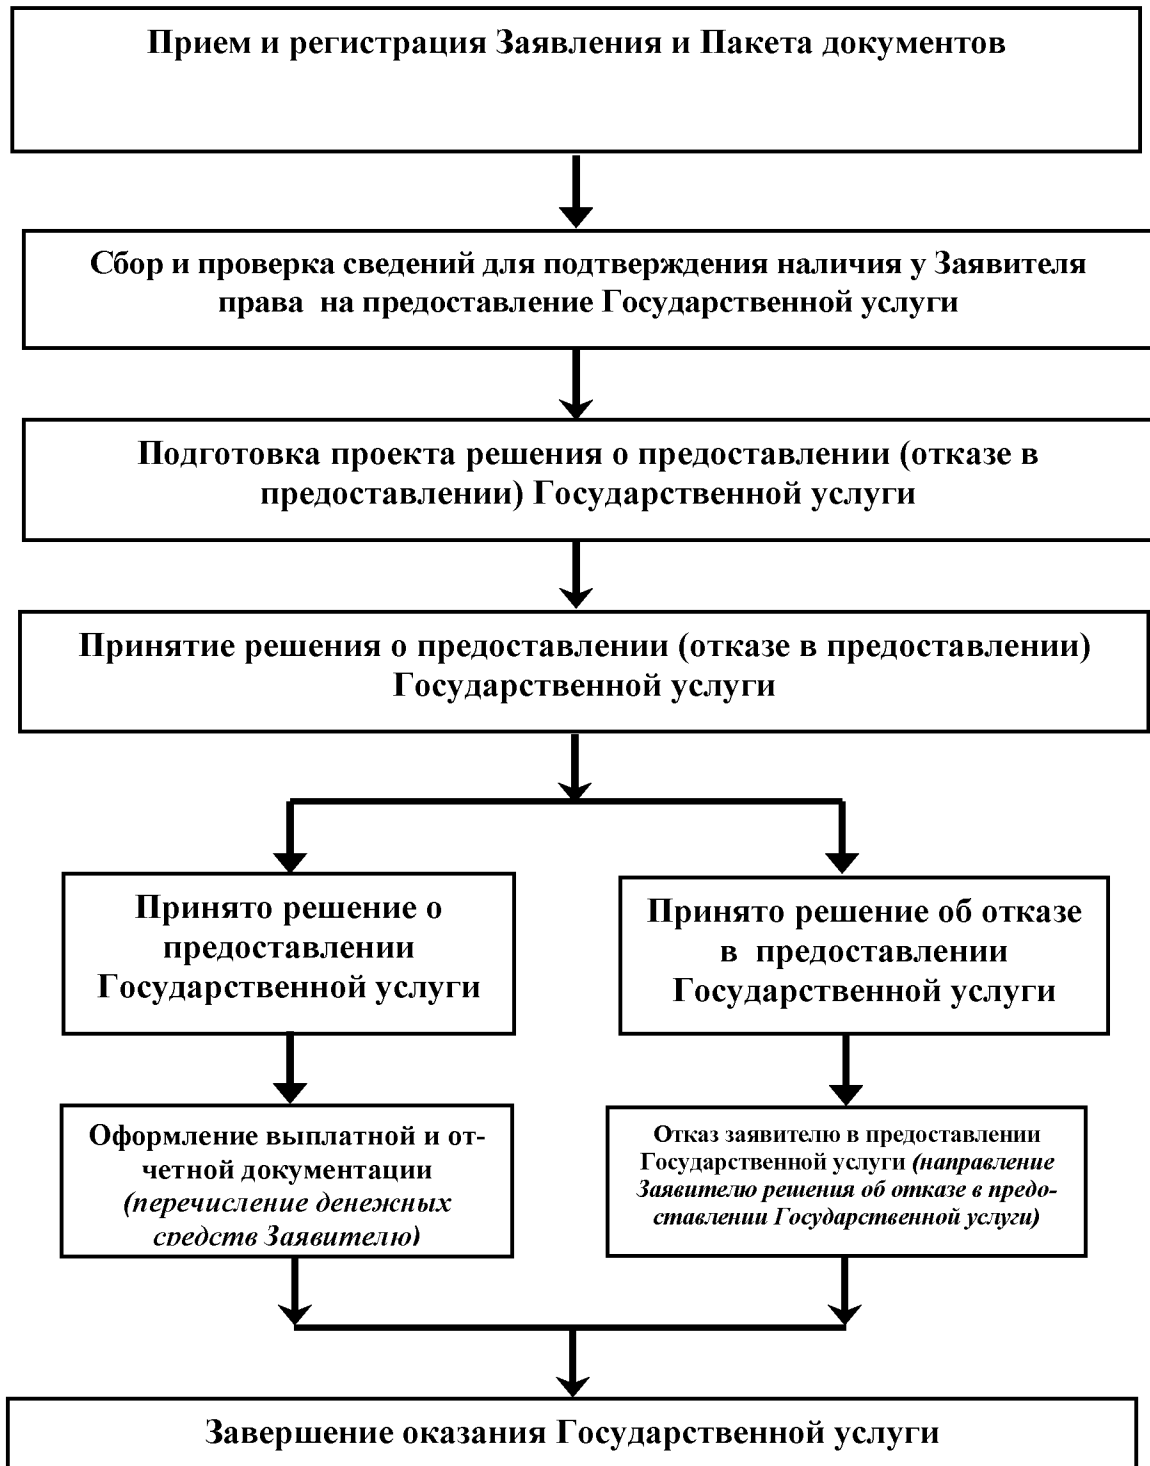 Прием и регистрация Заявления и Пакета документов
Сбор и проверка сведений для подтверждения наличия у Заявителя
права на предоставление Государственной услуги
Подготовка проекта решения о предоставлении (отказе в
предоставлении) Государственной услуги
Принятие решения о предоставлении (отказе в предоставлении)
Государственной услуги
Принято решение о
предоставлении
Государственной услуги
Принято решение об отказе
в предоставлении
Государственной услуги
Оформление выплатной и от-
четной документации
(перечисление денежных
средств Заявителю)
Отказ заявителю в предоставлении
Государственной услуги (направление
Заявителю решения об отказе в предо-
ставлении Государственной услуги)
Завершение оказания Государственной услуги